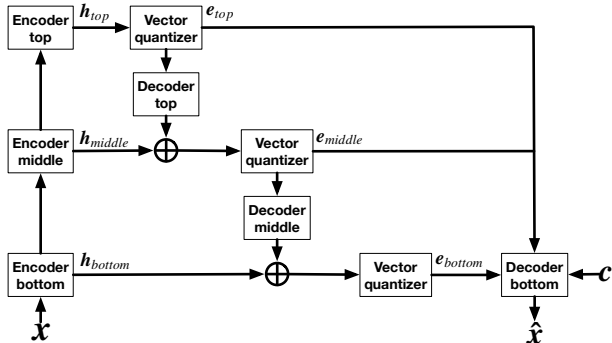 Encoder
top
h_top
Vector
quantizer
e_top
Decoder
top
Encoder
middle
h_middle
Vector
quantizer
e_middle
Decoder
middle
Encoder
bottom
h_bottom
Vector
quantizer
e_bottom
Decoder
bottom
c
x
x̂